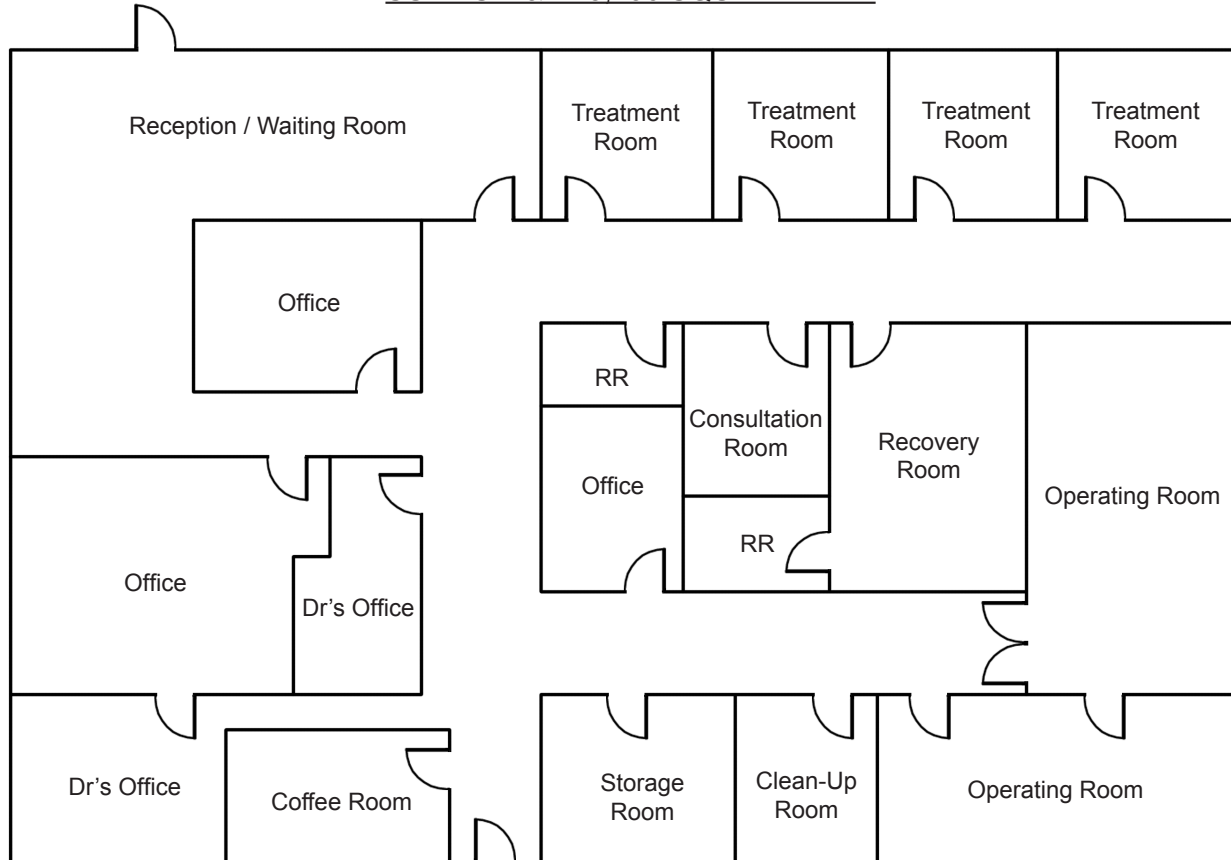 Reception / Waiting Room
Treatment
Room
Treatment
Room
Treatment
Room
Treatment
Room
Office
RR
Consultation
Room
Recovery
Room
Office
RR
Operating Room
Office
Dr's Office
Dr's Office
Coffee Room
Storage
Room
Clean-Up
Room
Operating Room